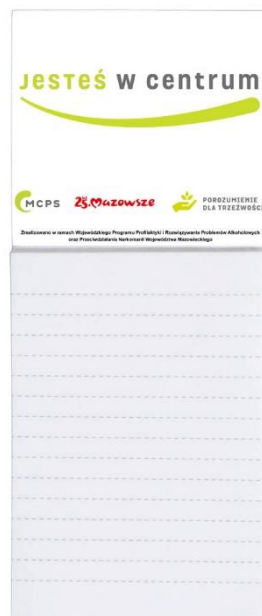 Jesteś w centrum
MCPS 25. Mazowsze POROZUMIENIE
DLA TRZEŹWOŚCI
Zrealizowano w ramach Wojewódzkiego Programu Profilaktyki i Rozwiązywania Problemów Alkoholowych
oraz Przeciwdziałania Narkomanii Województwa Mazowieckiego